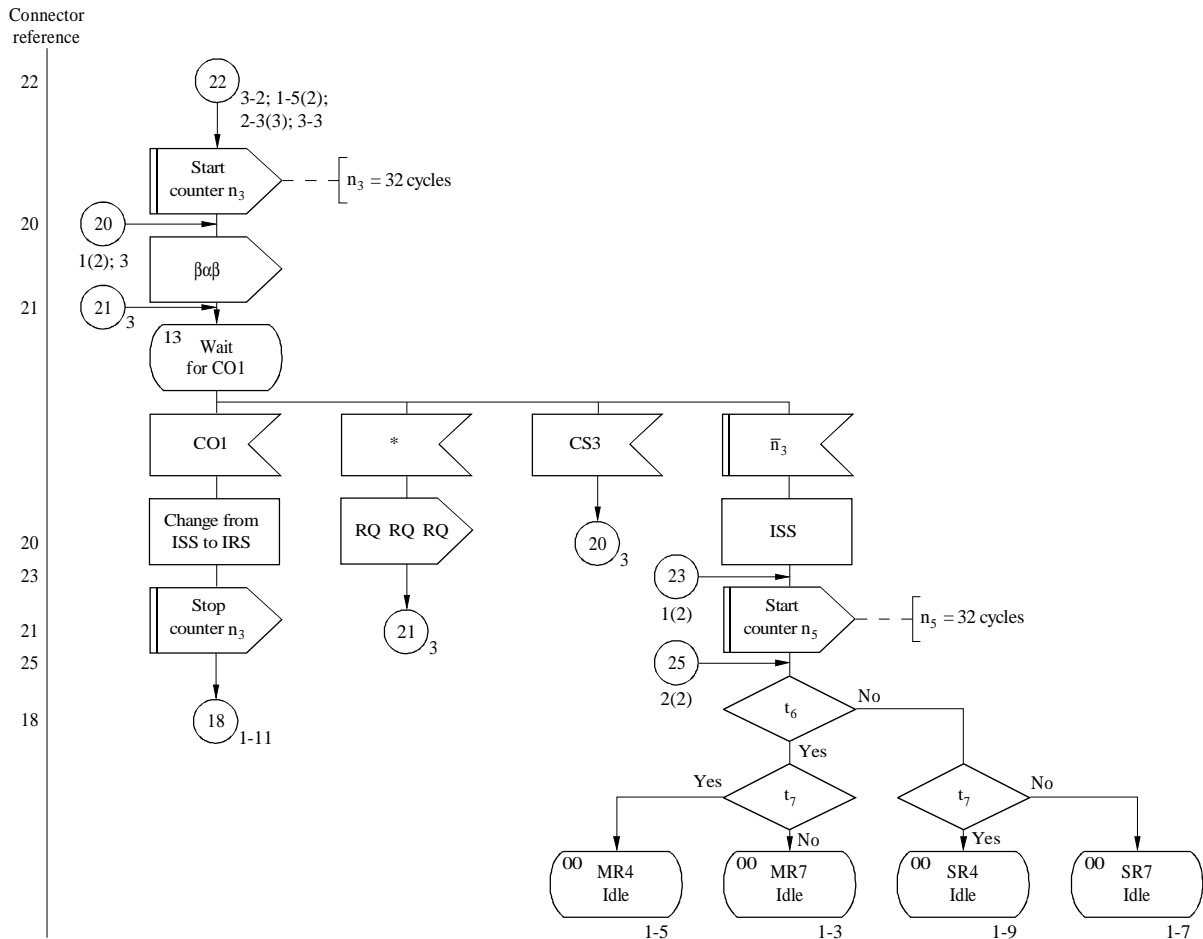 Connector
reference
22
22
3-2; 1-5(2);
2-3(3); 3-3
Start
counter n₃
n₃ = 32 cycles
20
20
1(2); 3
βαβ
21
21
3
13
Wait
for CO1
CO1
*
CS3
n̅₃
Change from
ISS to IRS
RQ RQ RQ
20
3
ISS
20
23
23
1(2)
Stop
counter n₃
21
3
Start
counter n₅
n₅ = 32 cycles
21
25
25
2(2)
18
18
1-11
t₆
No
Yes
Yes
t₇
No
t₇
No
Yes
00
MR4
Idle
1-5
00
MR7
Idle
1-3
00
SR4
Idle
1-9
00
SR7
Idle
1-7